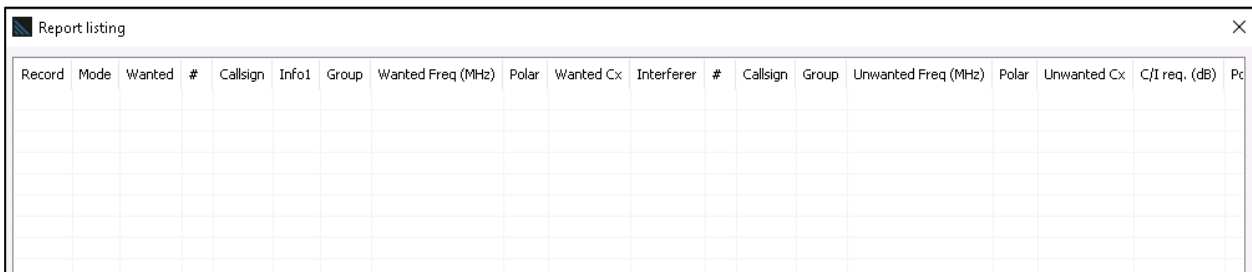 Report listing
Record Mode Wanted # Callsign Info1 Group Wanted Freq (MHz) Polar Wanted Cx Interferer # Callsign Group Unwanted Freq (MHz) Polar Unwanted Cx C/I req. (dB)